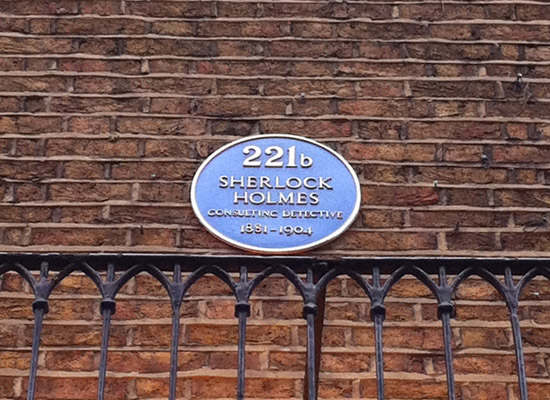 221b
SHERLOCK
HOLMES
CONSULTING DETECTIVE
1881-1904